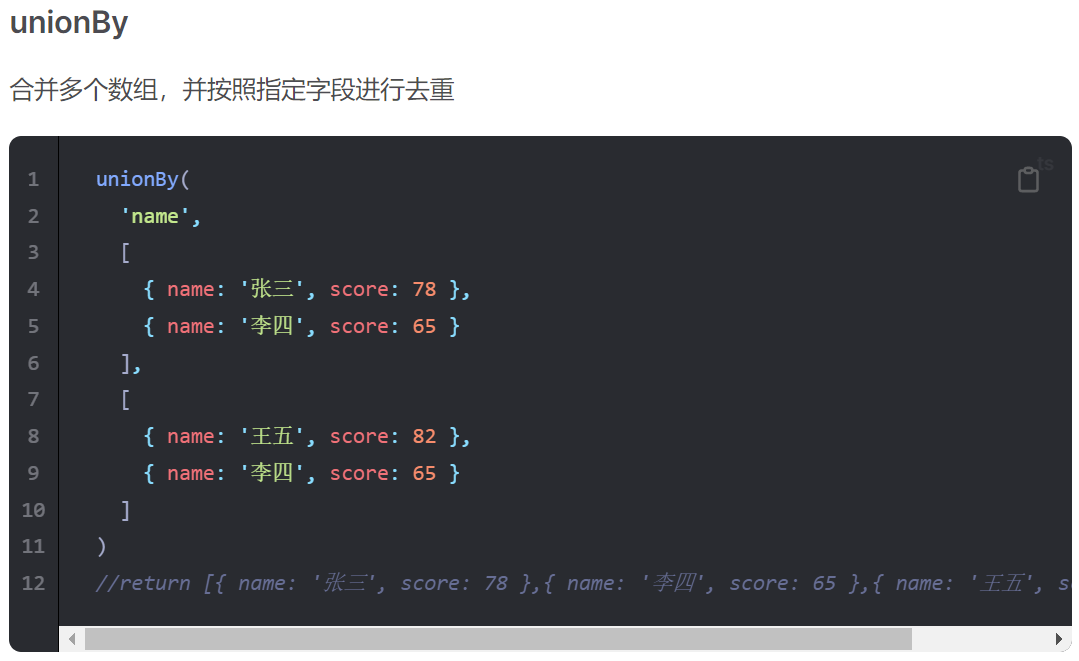 unionBy
合并多个数组，并按照指定字段进行去重
ts
1 unionBy(
2 'name',
3 [
4 { name: '张三', score: 78 },
5 { name: '李四', score: 65 }
6 ],
7 [
8 { name: '王五', score: 82 },
9 { name: '李四', score: 65 }
10 ]
11 )
12 //return [{ name: '张三', score: 78 },{ name: '李四', score: 65 },{ name: '王五',